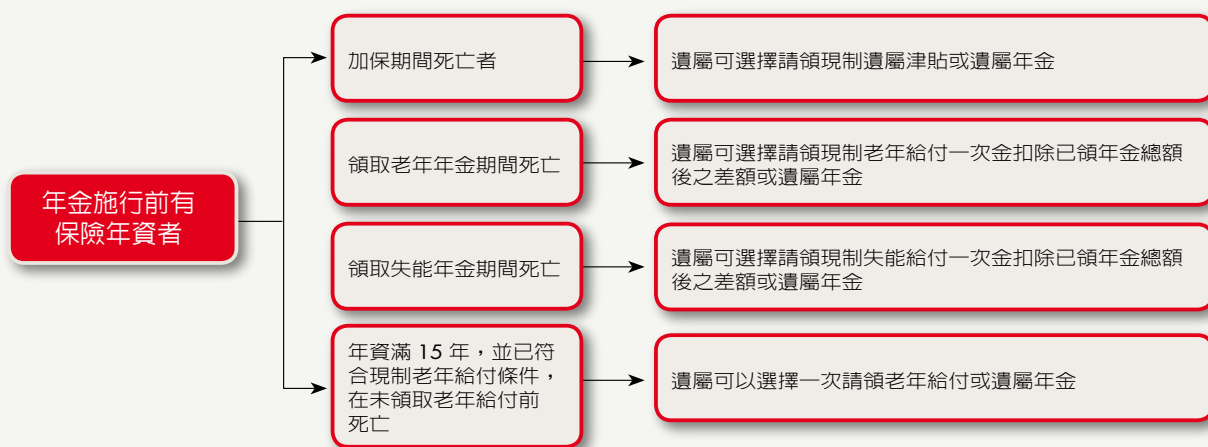 年金施行前有
保險年資者
加保期間死亡者
遺屬可選擇請領現制遺屬津貼或遺屬年金
領取老年年金期間死亡
遺屬可選擇請領現制老年給付一次金扣除已領年金總額
後之差額或遺屬年金
領取失能年金期間死亡
遺屬可選擇請領現制失能給付一次金扣除已領年金總額
後之差額或遺屬年金
年資滿 15 年，並已符
合現制老年給付條件，
在未領取老年給付前
死亡
遺屬可以選擇一次請領老年給付或遺屬年金